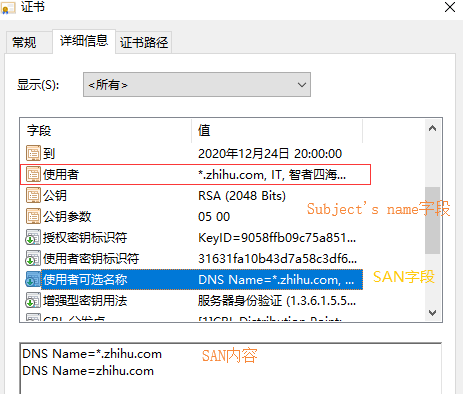 证书
常规 详细信息 证书路径
显示(S): <所有>
字段 值
到 2020年12月24日 20:00:00
使用者 *.zhihu.com, IT, 智者四海...
公钥 RSA (2048 Bits)
公钥参数 05 00
Subject's name字段
授权密钥标识符 KeyID=9058ffb09c75a851...
使用者密钥标识符 31631fa10b43d7a58c3df6...
使用者可选名称 DNS Name=*.zhihu.com, ...
SAN字段
增强型密钥用法 服务器身份验证 (1.3.6.1.5.5...
CRL 分发点 [1]CRL Distribution Point:
DNS Name=*.zhihu.com
SAN内容
DNS Name=zhihu.com